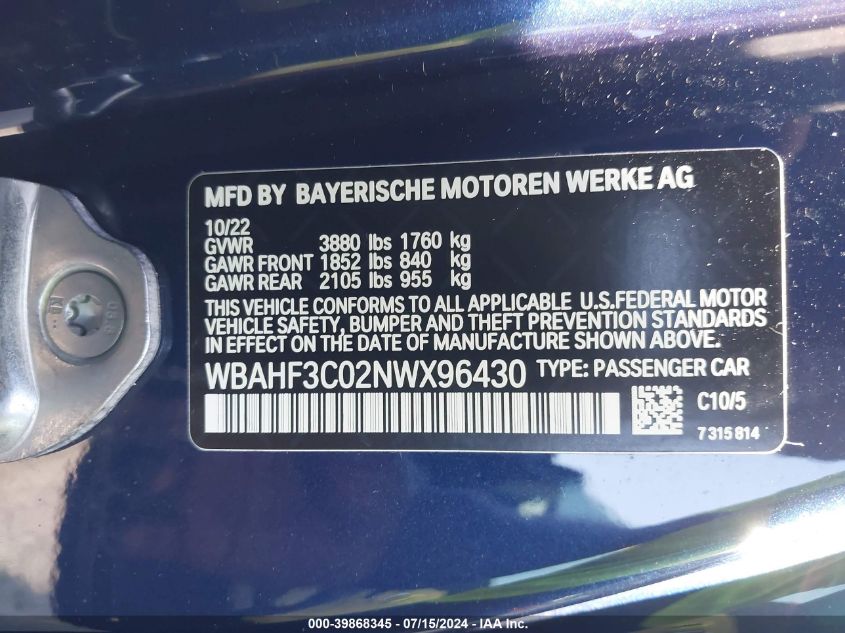 MFD BY BAYERISCHE MOTOREN WERKE AG
10/22
GVWR 3880 lbs 1760 kg
GAWR FRONT 1852 lbs 840 kg
GAWR REAR 2105 lbs 955 kg
THIS VEHICLE CONFORMS TO ALL APPLICABLE U.S.FEDERAL MOTOR
VEHICLE SAFETY, BUMPER AND THEFT PREVENTION STANDARDS
IN EFFECT ON THE DATE OF MANUFACTURE SHOWN ABOVE.
WBAHF3C02NWX96430 TYPE: PASSENGER CAR
C10/5
7 315 814
000-39868345 - 07/15/2024 - IAA Holdings, Inc.